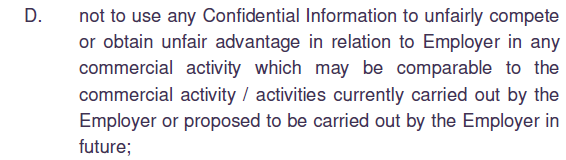 D. not to use any Confidential Information to unfairly compete
or obtain unfair advantage in relation to Employer in any
commercial activity which may be comparable to the
commercial activity / activities currently carried out by the
Employer or proposed to be carried out by the Employer in
future;